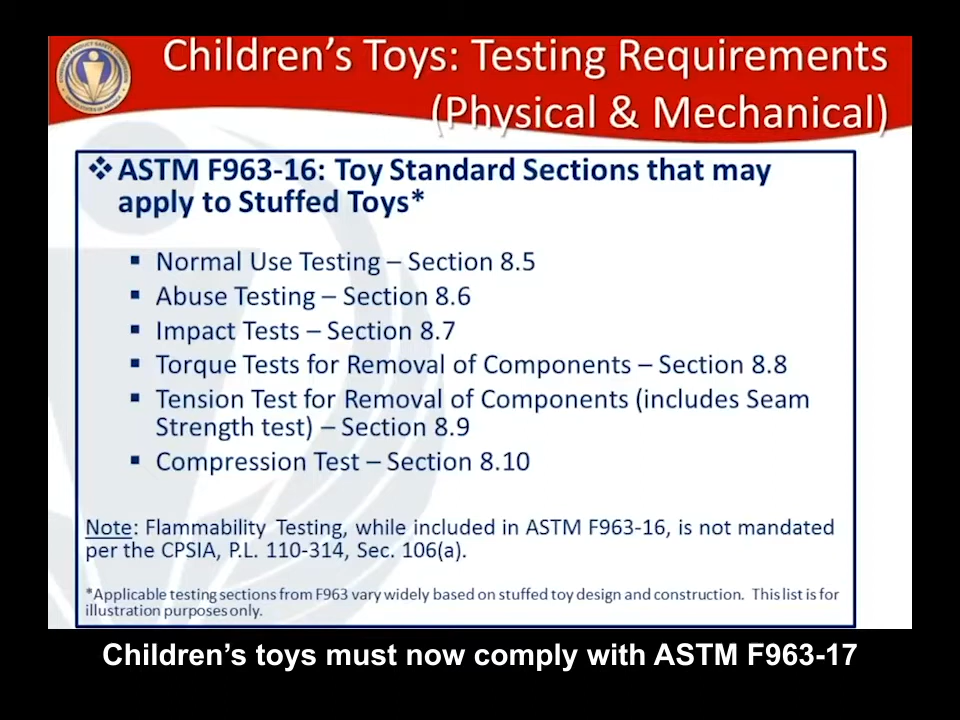 Children’s Toys: Testing Requirements
(Physical & Mechanical)
❖ ASTM F963-16: Toy Standard Sections that may
apply to Stuffed Toys*
▪ Normal Use Testing – Section 8.5
▪ Abuse Testing – Section 8.6
▪ Impact Tests – Section 8.7
▪ Torque Tests for Removal of Components – Section 8.8
▪ Tension Test for Removal of Components (includes Seam
Strength test) – Section 8.9
▪ Compression Test – Section 8.10
Note: Flammability Testing, while included in ASTM F963-16, is not mandated
per the CPSIA, P.L. 110-314, Sec. 106(a).
*Applicable testing sections from F963 vary widely based on stuffed toy design and construction. This list is for
illustration purposes only.
Children’s toys must now comply with ASTM F963-17